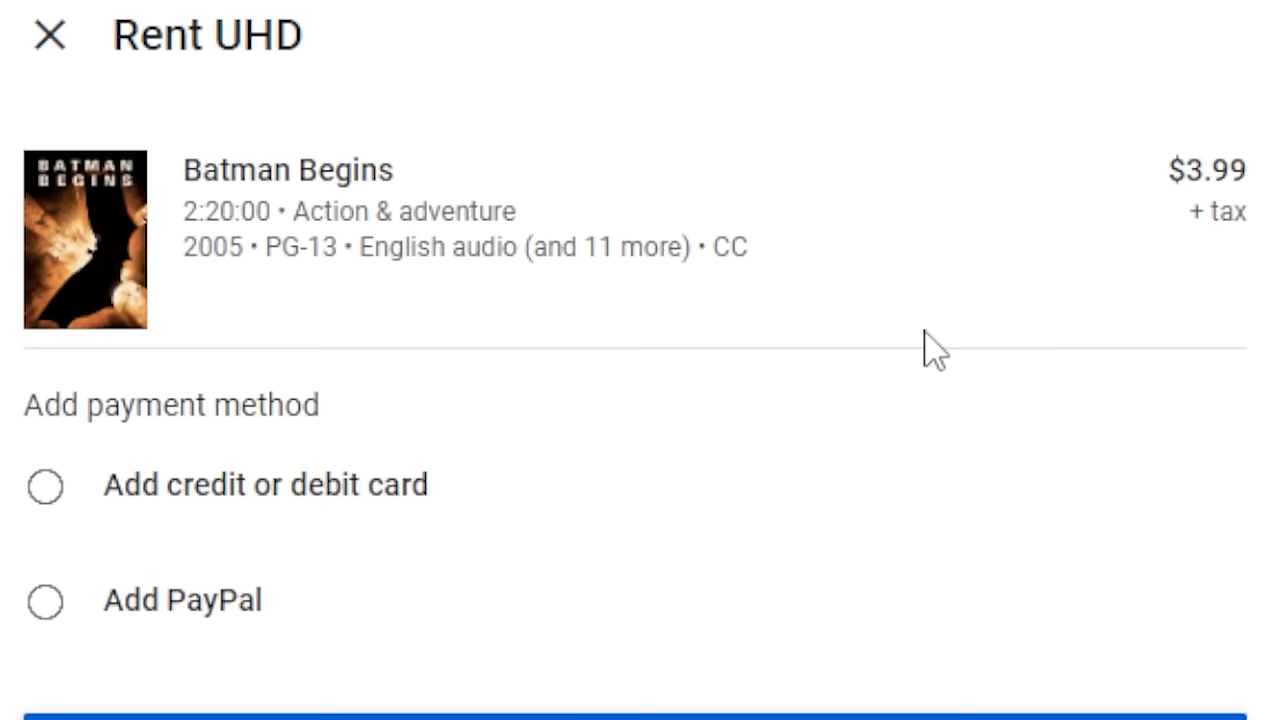 Rent UHD
BATMAN
BEGINS
Batman Begins
$3.99
2:20:00 • Action & adventure
+ tax
2005 • PG-13 • English audio (and 11 more) • CC
Add payment method
Add credit or debit card
Add PayPal